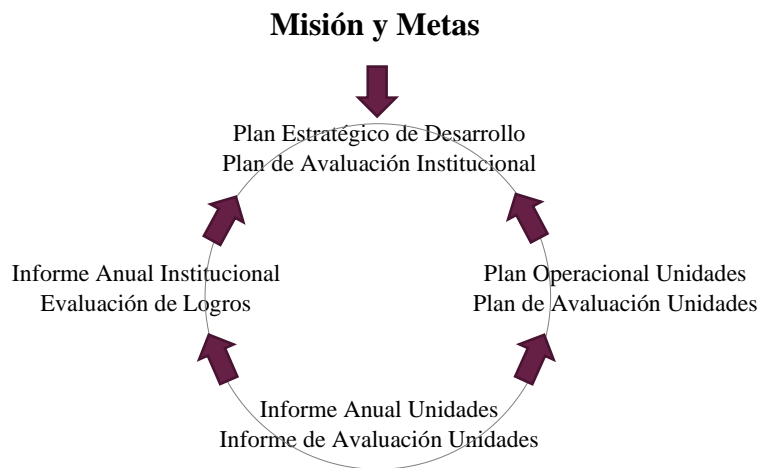 Misión y Metas
Plan Estratégico de Desarrollo
Plan de Avaluación Institucional
Informe Anual Institucional
Evaluación de Logros
Plan Operacional Unidades
Plan de Avaluación Unidades
Informe Anual Unidades
Informe de Avaluación Unidades